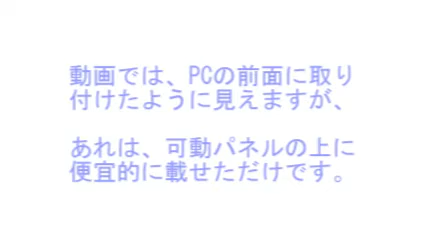 動画では、PCの前面に取り
付けたように見えますが、
あれは、可動パネルの上に
便宜的に載せただけです。